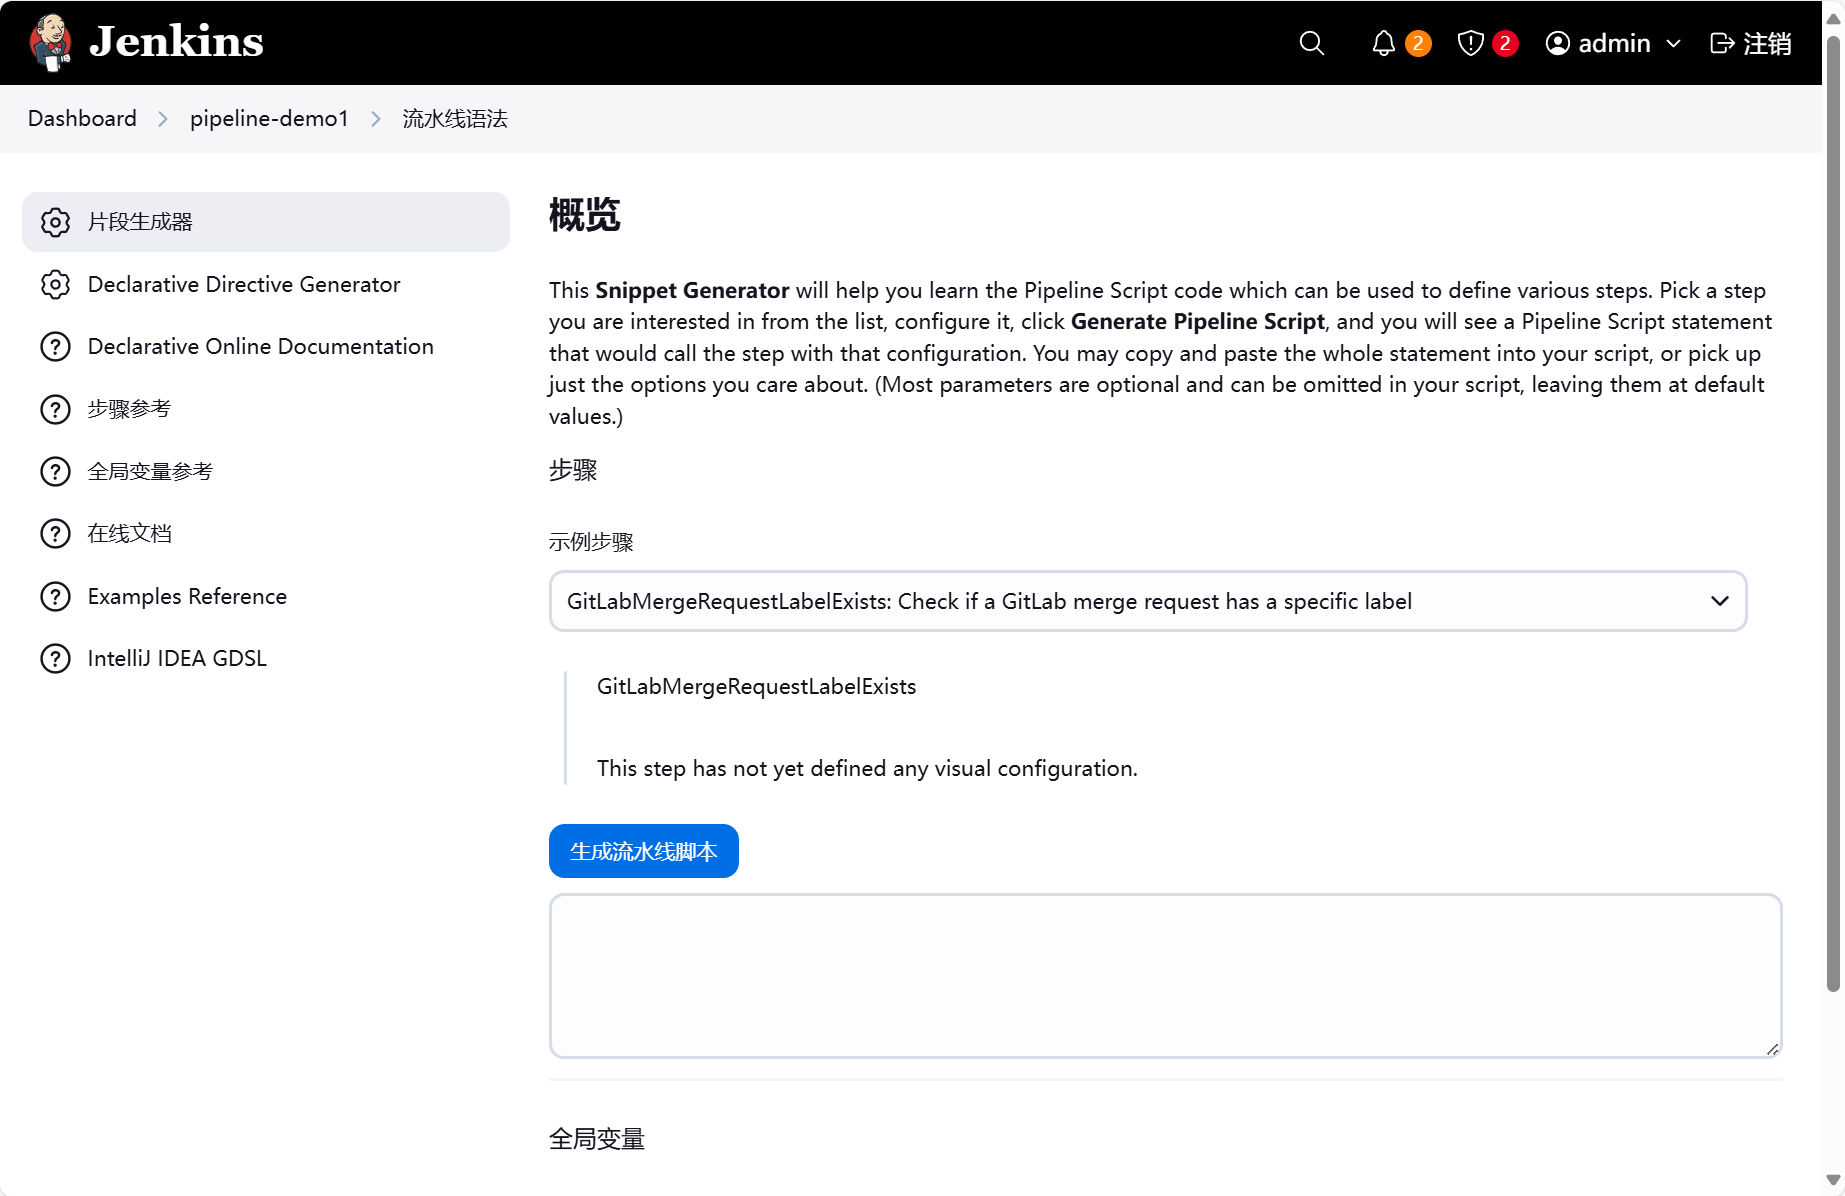 Jenkins
2
2
admin
注销
Dashboard
pipeline-demo1
流水线语法
片段生成器
Declarative Directive Generator
Declarative Online Documentation
步骤参考
全局变量参考
在线文档
Examples Reference
IntelliJ IDEA GDSL
概览
This Snippet Generator will help you learn the Pipeline Script code which can be used to define various steps. Pick a step
you are interested in from the list, configure it, click Generate Pipeline Script, and you will see a Pipeline Script statement
that would call the step with that configuration. You may copy and paste the whole statement into your script, or pick up
just the options you care about. (Most parameters are optional and can be omitted in your script, leaving them at default
values.)
步骤
示例步骤
GitLabMergeRequestLabelExists: Check if a GitLab merge request has a specific label
GitLabMergeRequestLabelExists
This step has not yet defined any visual configuration.
生成流水线脚本
全局变量